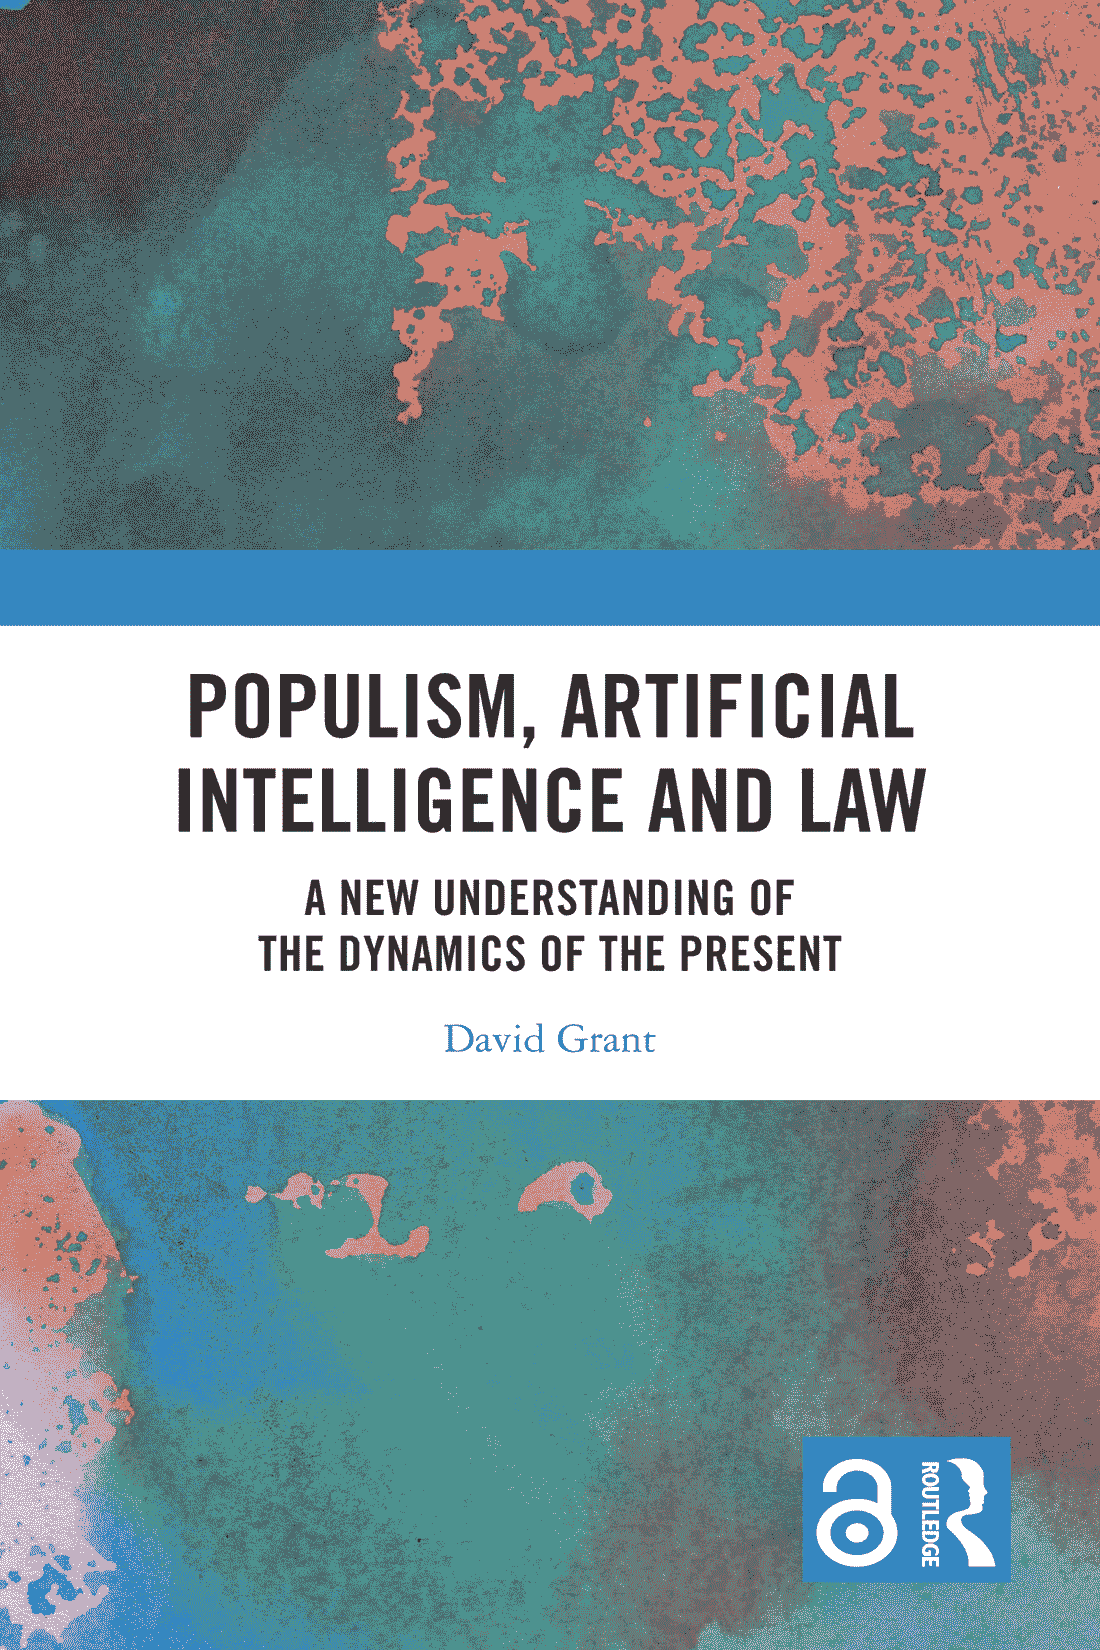 POPULISM, ARTIFICIAL
INTELLIGENCE AND LAW
A NEW UNDERSTANDING OF
THE DYNAMICS OF THE PRESENT
David Grant
ROUTLEDGE